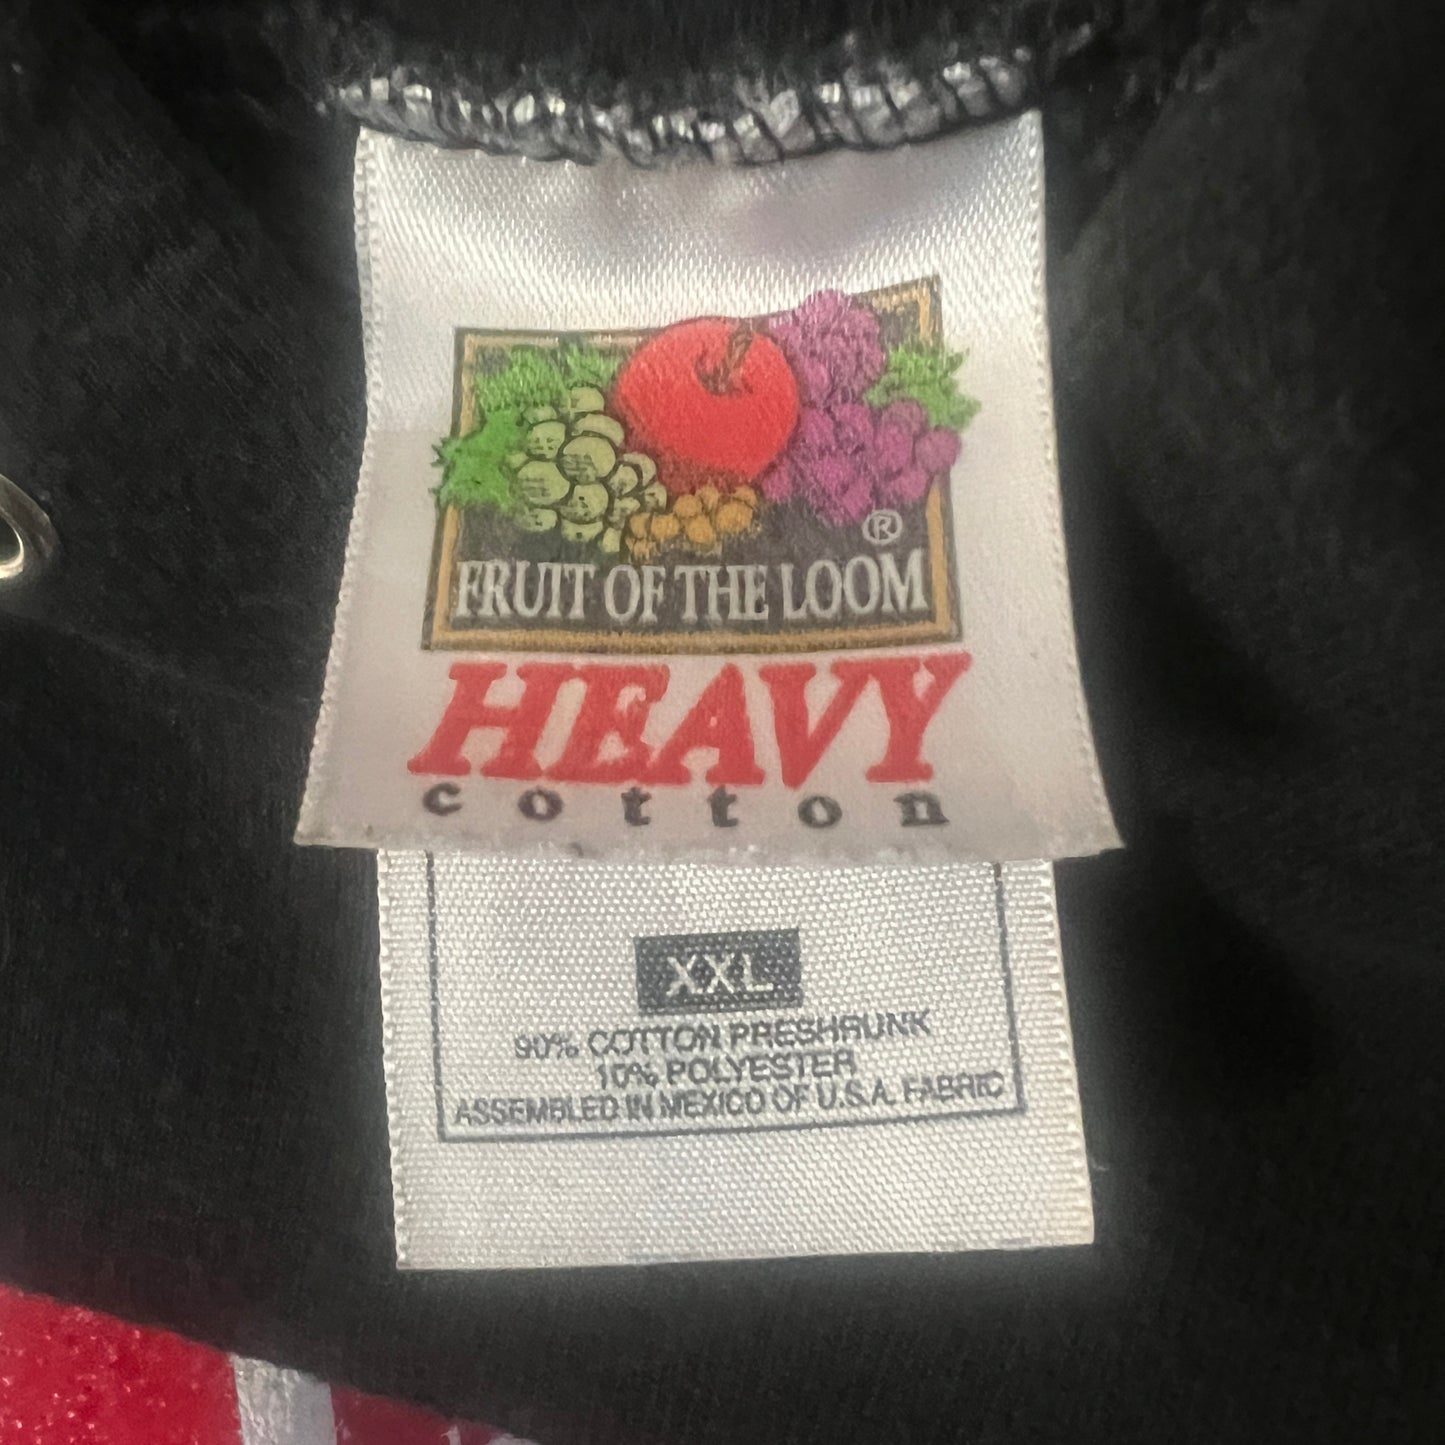 ®
FRUIT OF THE LOOM
HEAVY
cotton
XXL
90% COTTON PRESHRUNK
10% POLYESTER
ASSEMBLED IN MEXICO OF U.S.A. FABRIC